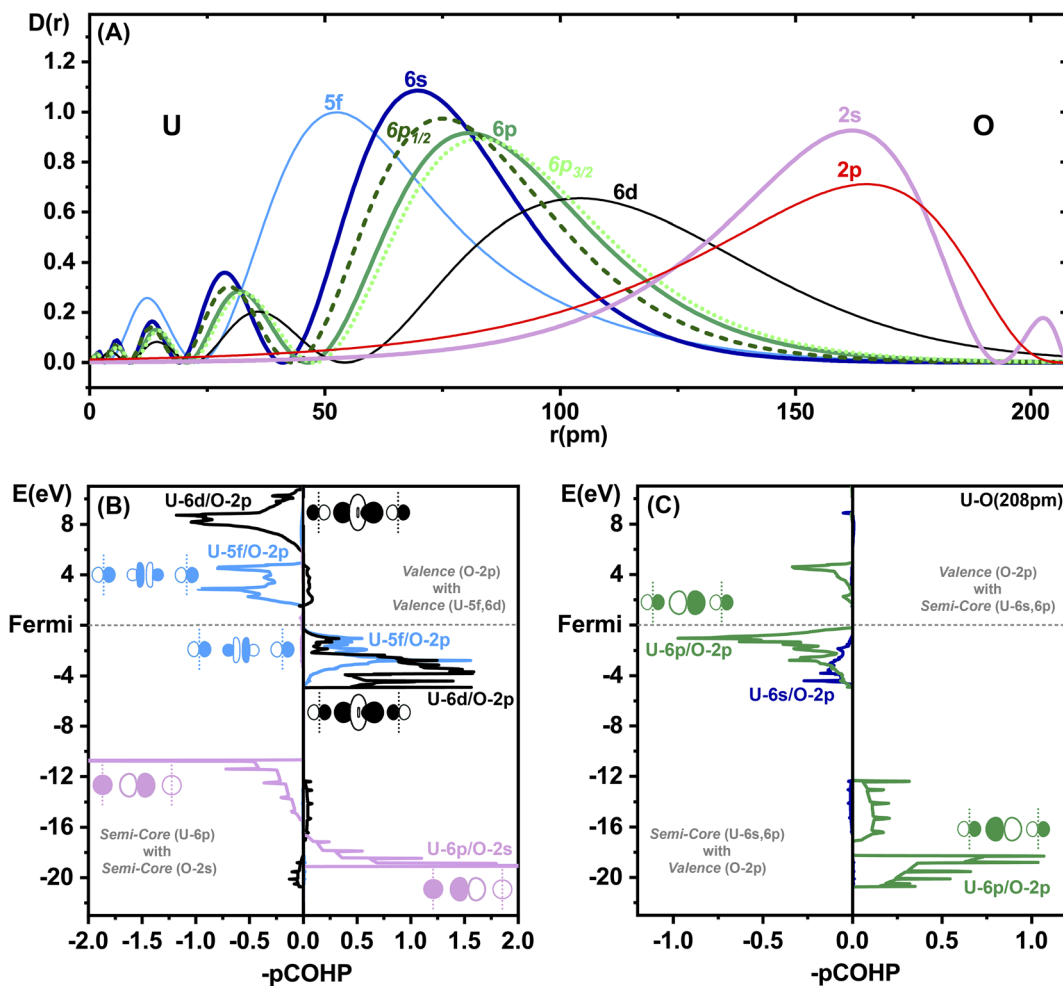 D(r)
(A)
1.2
1.0
0.8
0.6
0.4
0.2
0.0
U
5f
6s
6p1/2
6p
6p3/2
6d
2s
2p
O
0
50
100
150
200
r(pm)
E(eV)
(B)
8
4
Fermi
-4
-8
-12
-16
-20
U-6d/O-2p
U-5f/O-2p
Valence (O-2p)
with
Valence (U-5f,6d)
U-5f/O-2p
U-6d/O-2p
Semi-Core (U-6p)
with
Semi-Core (O-2s)
U-6p/O-2s
-2.0
-1.5
-1.0
-0.5
0.0
0.5
1.0
1.5
2.0
-pCOHP
E(eV)
(C)
U-O(208pm)
8
4
Fermi
-4
-8
-12
-16
-20
Valence (O-2p)
with
Semi-Core (U-6s,6p)
U-6p/O-2p
U-6s/O-2p
Semi-Core (U-6s,6p)
with
Valence (O-2p)
U-6p/O-2p
-1.0
-0.5
0.0
0.5
1.0
-pCOHP